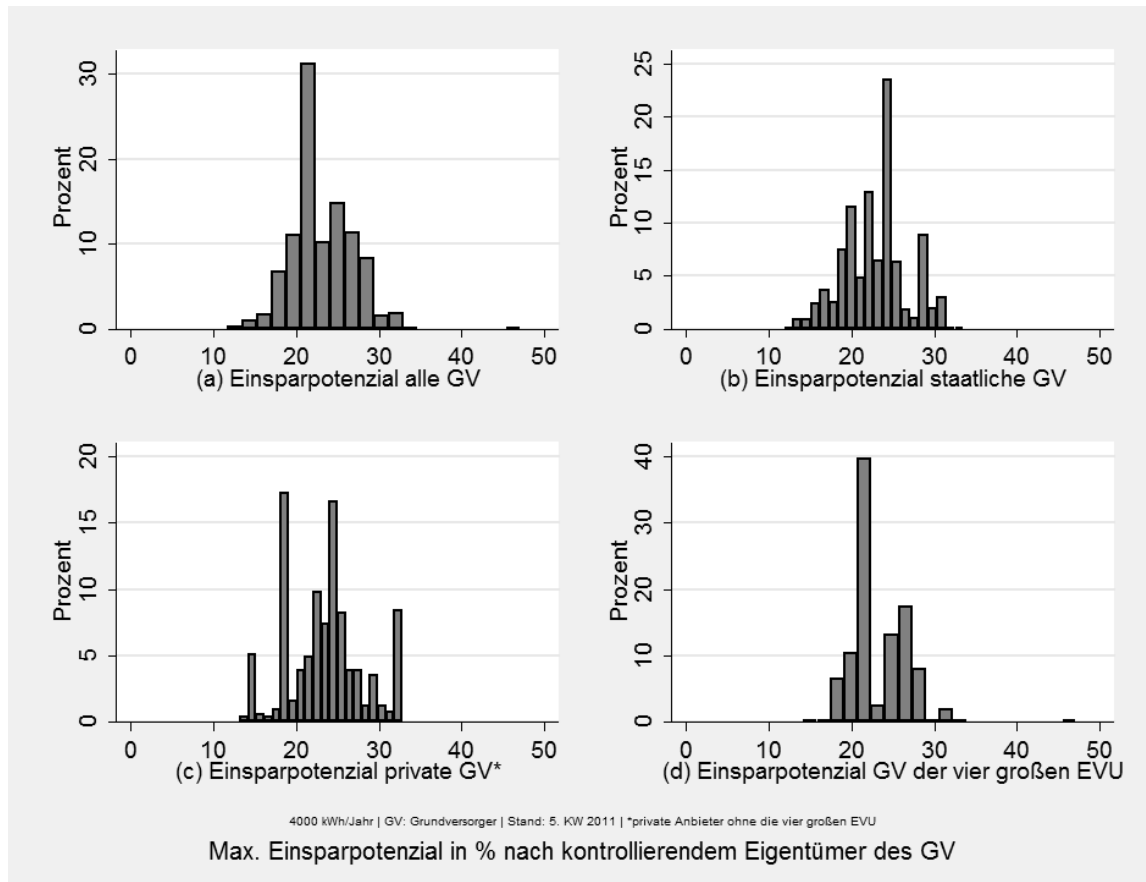 Prozent
30
20
10
0
0 10 20 30 40 50
(a) Einsparpotenzial alle GV
Prozent
25
20
15
10
5
0
0 10 20 30 40 50
(b) Einsparpotenzial staatliche GV
Prozent
20
15
10
5
0
0 10 20 30 40 50
(c) Einsparpotenzial private GV*
Prozent
40
30
20
10
0
0 10 20 30 40 50
(d) Einsparpotenzial GV der vier großen EVU
4000 kWh/Jahr | GV: Grundversorger | Stand: 5. KW 2011 | *private Anbieter ohne die vier großen EVU
Max. Einsparpotenzial in % nach kontrollierendem Eigentümer des GV